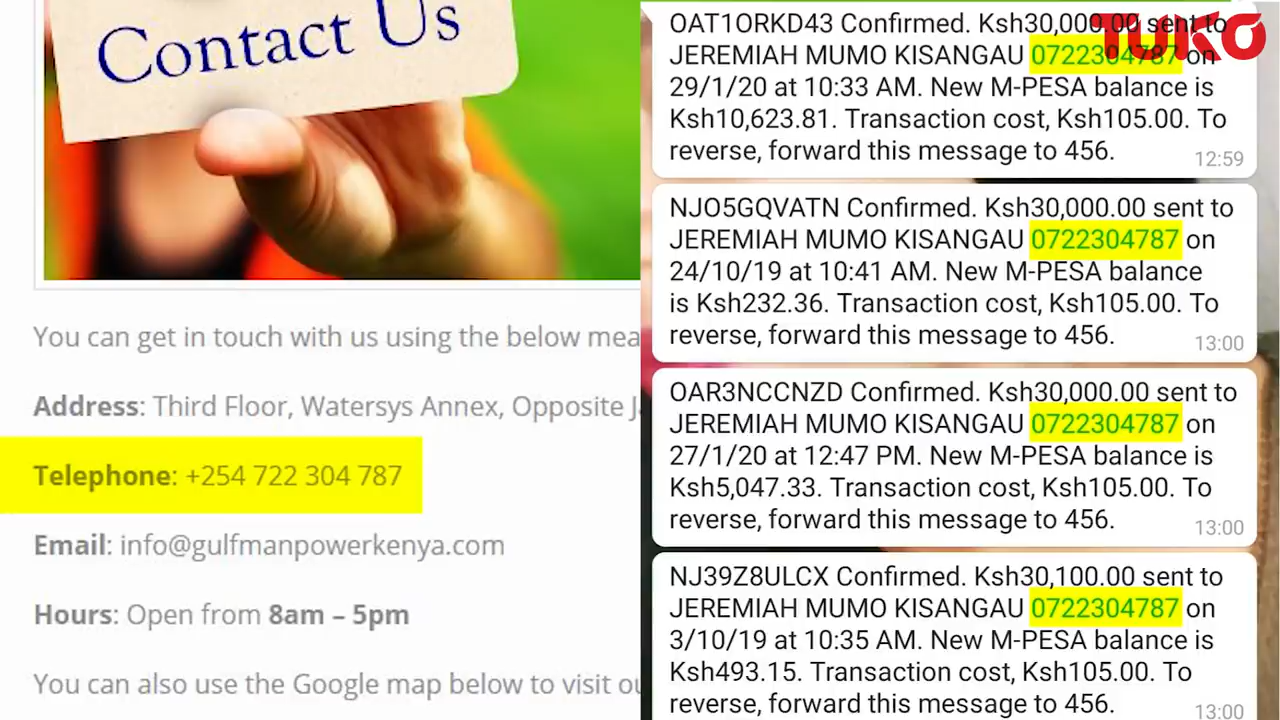 Contact Us
You can get in touch with us using the below mea
Address: Third Floor, Watersys Annex, Opposite J
Telephone: +254 722 304 787
Email: info@gulfmanpowerkenya.com
Hours: Open from 8am – 5pm
You can also use the Google map below to visit ou
TUKO
OAT1ORKD43 Confirmed. Ksh30,000.00 sent to
JEREMIAH MUMO KISANGAU 0722304787 on
29/1/20 at 10:33 AM. New M-PESA balance is
Ksh10,623.81. Transaction cost, Ksh105.00. To
reverse, forward this message to 456.
12:59
NJO5GQVATN Confirmed. Ksh30,000.00 sent to
JEREMIAH MUMO KISANGAU 0722304787 on
24/10/19 at 10:41 AM. New M-PESA balance
is Ksh232.36. Transaction cost, Ksh105.00. To
reverse, forward this message to 456.
13:00
OAR3NCCNZD Confirmed. Ksh30,000.00 sent to
JEREMIAH MUMO KISANGAU 0722304787 on
27/1/20 at 12:47 PM. New M-PESA balance is
Ksh5,047.33. Transaction cost, Ksh105.00. To
reverse, forward this message to 456.
13:00
NJ39Z8ULCX Confirmed. Ksh30,100.00 sent to
JEREMIAH MUMO KISANGAU 0722304787 on
3/10/19 at 10:35 AM. New M-PESA balance is
Ksh493.15. Transaction cost, Ksh105.00. To
reverse, forward this message to 456.
13:00